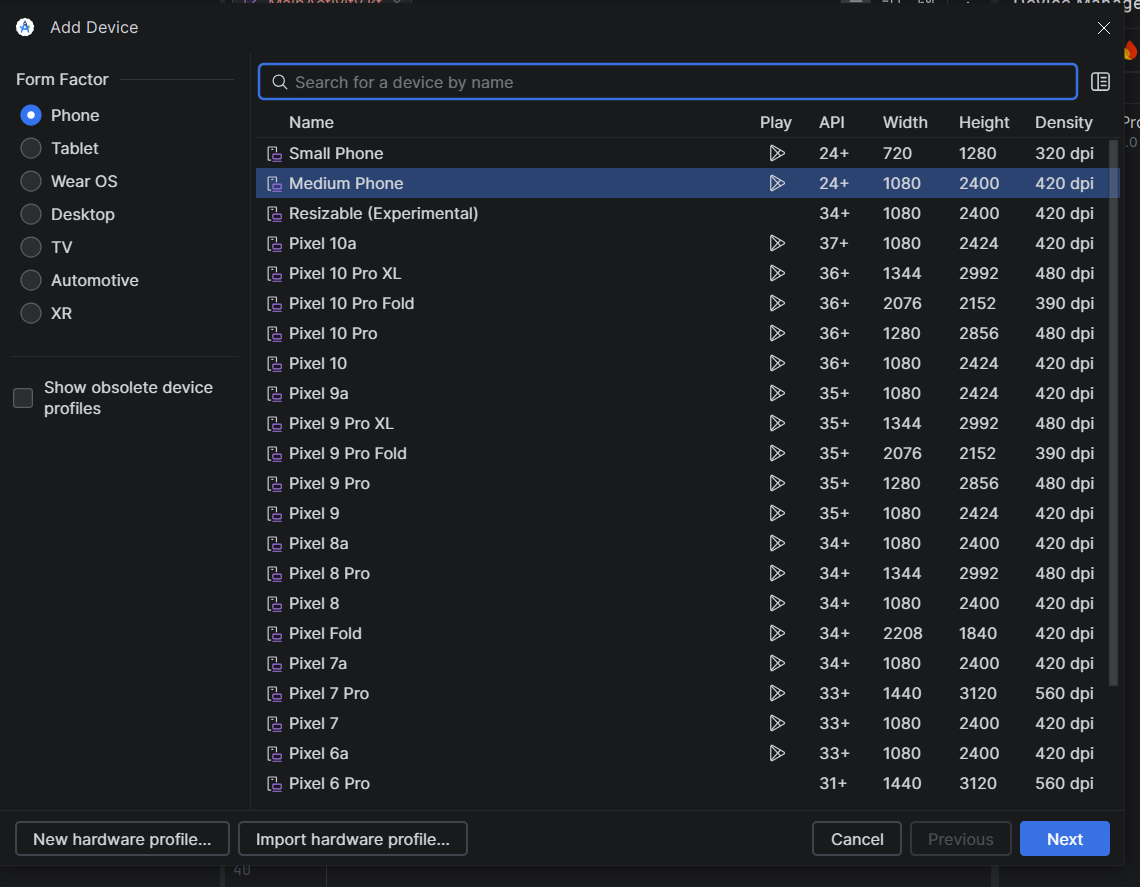 MainActivity.kt
Device Manage
Add Device
Form Factor
Phone
Tablet
Wear OS
Desktop
TV
Automotive
XR
Show obsolete device
profiles
Search for a device by name
Name Play API Width Height Density
Small Phone 24+ 720 1280 320 dpi
Medium Phone 24+ 1080 2400 420 dpi
Resizable (Experimental) 34+ 1080 2400 420 dpi
Pixel 10a 37+ 1080 2424 420 dpi
Pixel 10 Pro XL 36+ 1344 2992 480 dpi
Pixel 10 Pro Fold 36+ 2076 2152 390 dpi
Pixel 10 Pro 36+ 1280 2856 480 dpi
Pixel 10 36+ 1080 2424 420 dpi
Pixel 9a 35+ 1080 2424 420 dpi
Pixel 9 Pro XL 35+ 1344 2992 480 dpi
Pixel 9 Pro Fold 35+ 2076 2152 390 dpi
Pixel 9 Pro 35+ 1280 2856 480 dpi
Pixel 9 35+ 1080 2424 420 dpi
Pixel 8a 34+ 1080 2400 420 dpi
Pixel 8 Pro 34+ 1344 2992 480 dpi
Pixel 8 34+ 1080 2400 420 dpi
Pixel Fold 34+ 2208 1840 420 dpi
Pixel 7a 34+ 1080 2400 420 dpi
Pixel 7 Pro 33+ 1440 3120 560 dpi
Pixel 7 33+ 1080 2400 420 dpi
Pixel 6a 33+ 1080 2400 420 dpi
Pixel 6 Pro 31+ 1440 3120 560 dpi
New hardware profile... Import hardware profile... Cancel Previous Next
40